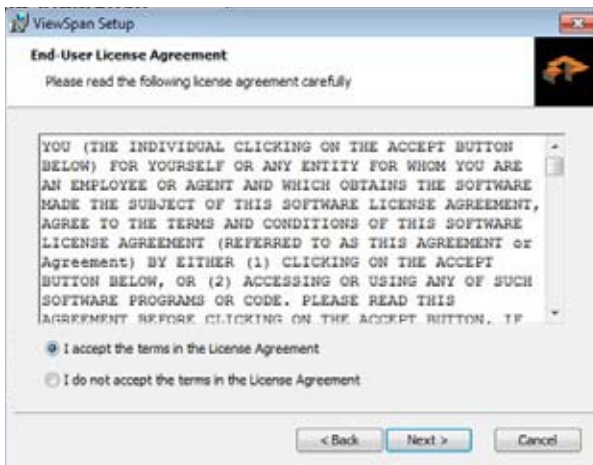 ViewSpan Setup
End-User License Agreement
Please read the following license agreement carefully
YOU (THE INDIVIDUAL CLICKING ON THE ACCEPT BUTTON
BELOW) FOR YOURSELF OR ANY ENTITY FOR WHOM YOU ARE
AN EMPLOYEE OR AGENT AND WHICH OBTAINS THE SOFTWARE
MADE THE SUBJECT OF THIS SOFTWARE LICENSE AGREEMENT,
AGREE TO THE TERMS AND CONDITIONS OF THIS SOFTWARE
LICENSE AGREEMENT (REFERRED TO AS THIS AGREEMENT or
Agreement) BY EITHER (1) CLICKING ON THE ACCEPT
BUTTON BELOW, OR (2) ACCESSING OR USING ANY OF SUCH
SOFTWARE PROGRAMS OR CODE. PLEASE READ THIS
AGREEMENT BEFORE CLICKING ON THE ACCEPT BUTTON. IF
I accept the terms in the License Agreement
I do not accept the terms in the License Agreement
< Back Next > Cancel